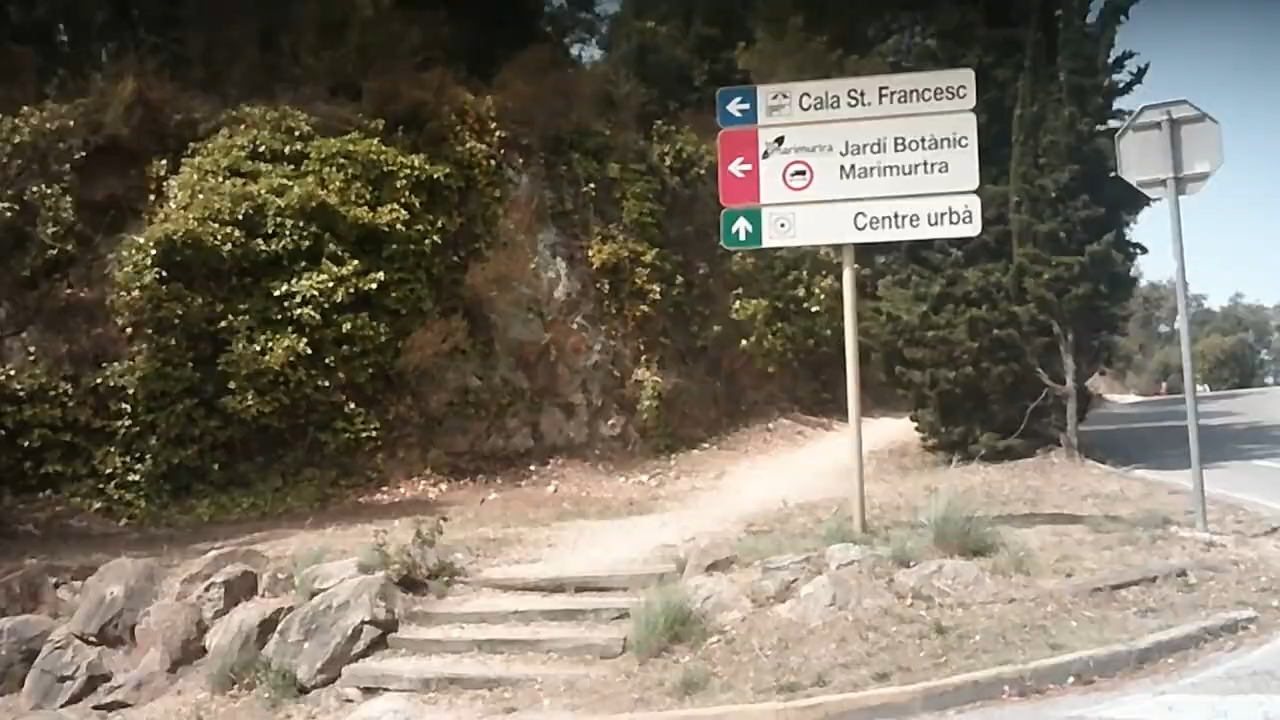 Cala St. Francesc
marimurtra
Jardí Botànic
Marimurtra
Centre urbà